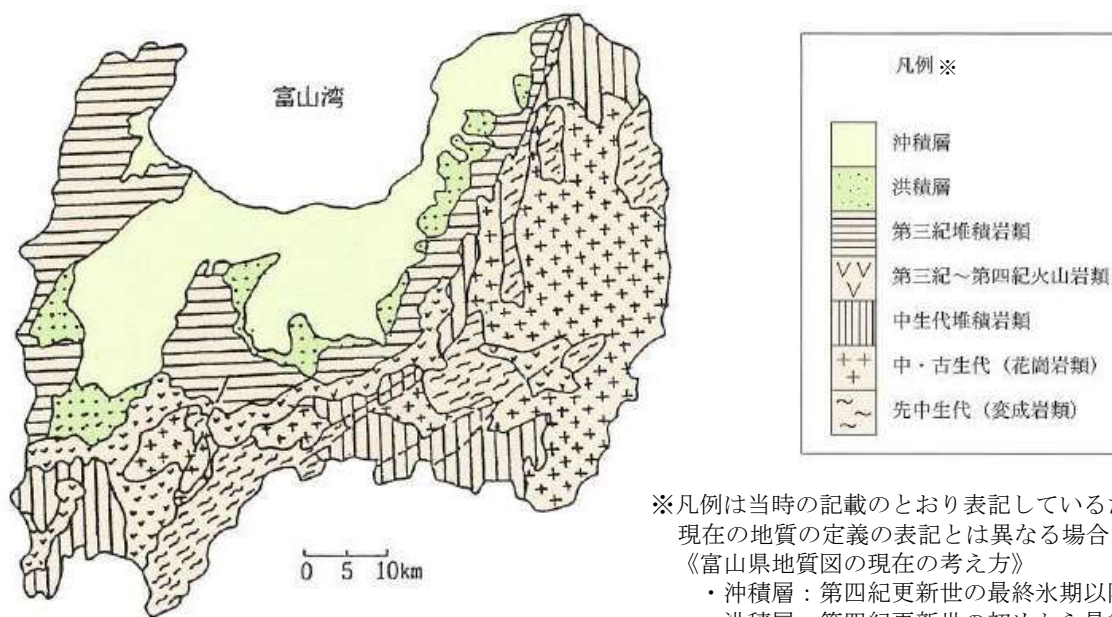 富山湾
凡例※
沖積層
洪積層
第三紀堆積岩類
第三紀～第四紀火山岩類
中生代堆積岩類
中・古生代（花崗岩類）
先中生代（変成岩類）
0 5 10km
※凡例は当時の記載のとおり表記している
現在の地質の定義の表記とは異なる場合
《富山県地質図の現在の考え方》
・沖積層：第四紀更新世の最終氷期以